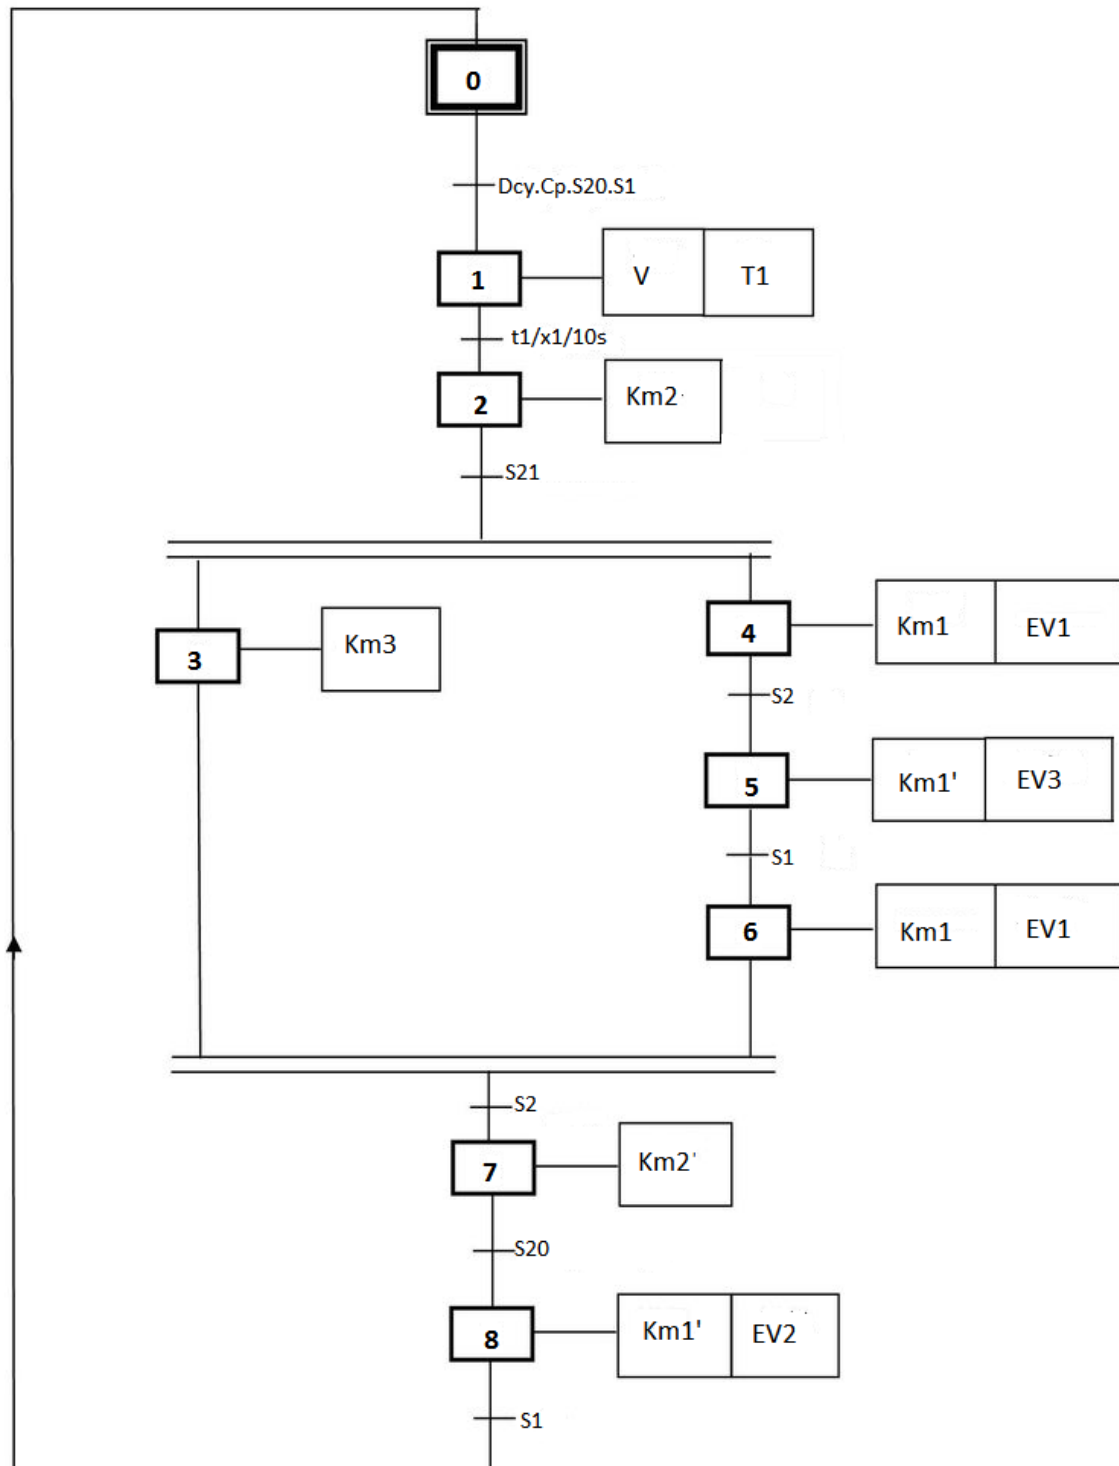 0
Dcy.Cp.S20.S1
1 V T1
t1/x1/10s
2 Km2
S21
3 Km3
4 Km1 EV1
S2
5 Km1' EV3
S1
6 Km1 EV1
S2
7 Km2'
S20
8 Km1' EV2
S1